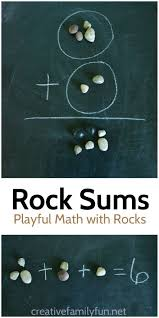 +
Rock Sums
Playful Math with Rocks
+ + = 6
creativefamilyfun.net